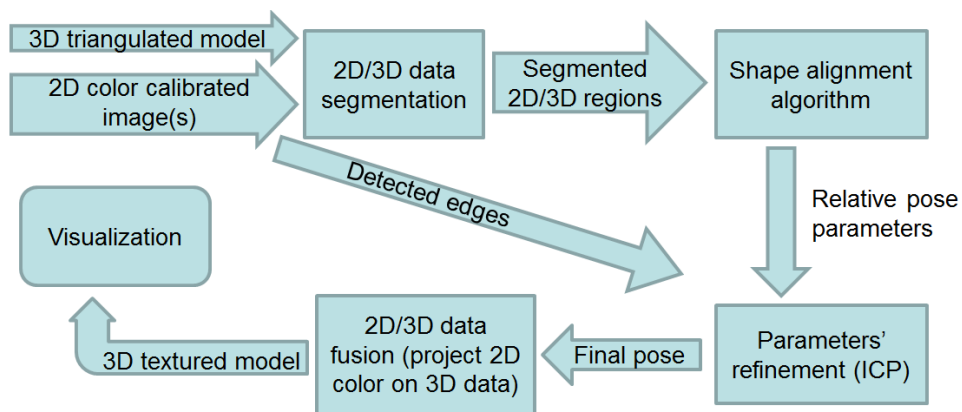 3D triangulated model
2D color calibrated
image(s)
2D/3D data
segmentation
Segmented
2D/3D regions
Shape alignment
algorithm
Detected edges
Relative pose
parameters
Visualization
3D textured model
2D/3D data
fusion (project 2D
color on 3D data)
Final pose
Parameters'
refinement (ICP)